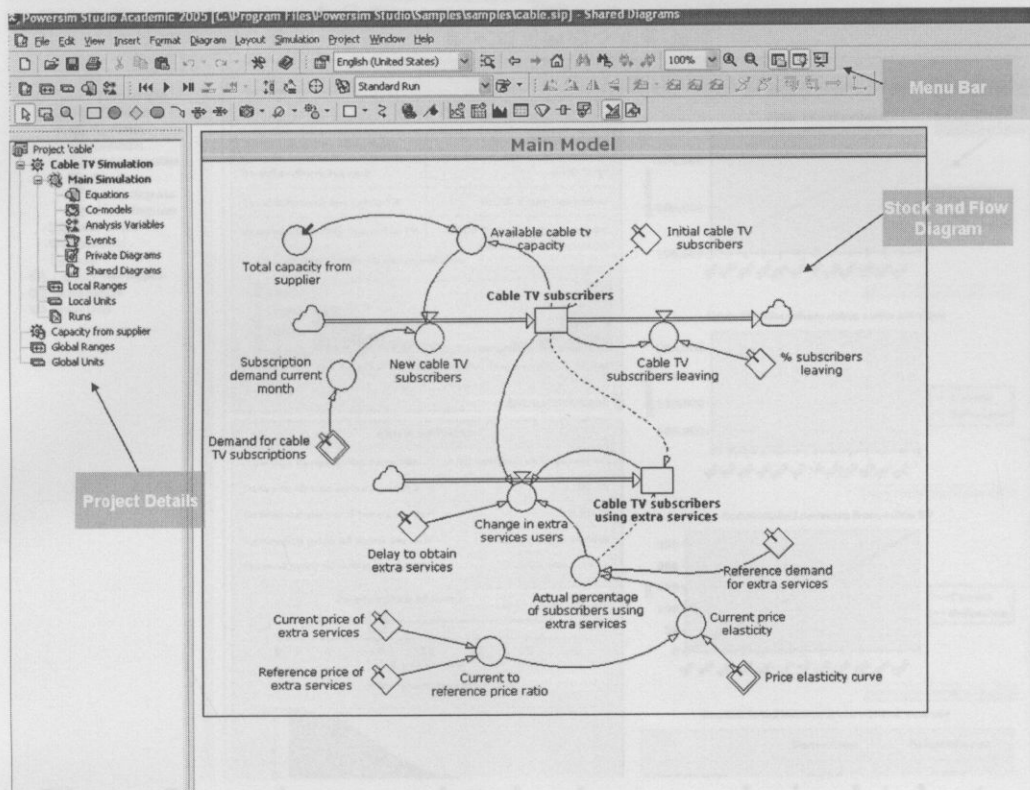 Powersim Studio Academic 2005 [C:\Program Files\Powersim Studio\Samples\samples\cable.sip] - Shared Diagrams
File Edit View Insert Format Diagram Layout Simulation Project Window Help
English (United States)
100%
Standard Run
Menu Bar
Project 'cable'
Cable TV Simulation
Main Simulation
Equations
Co-models
Analysis Variables
Events
Private Diagrams
Shared Diagrams
Local Ranges
Local Units
Runs
Capacity from supplier
Global Ranges
Global Units
Project Details
Main Model
Stock and Flow
Diagram
Total capacity from
supplier
Available cable tv
capacity
Initial cable TV
subscribers
Cable TV subscribers
Subscription
demand current
month
New cable TV
subscribers
Cable TV
subscribers leaving
% subscribers
leaving
Demand for cable
TV subscriptions
Cable TV subscribers
using extra services
Delay to obtain
extra services
Change in extra
services users
Reference demand
for extra services
Actual percentage
of subscribers using
extra services
Current price
elasticity
Current price of
extra services
Reference price of
extra services
Current to
reference price ratio
Price elasticity curve